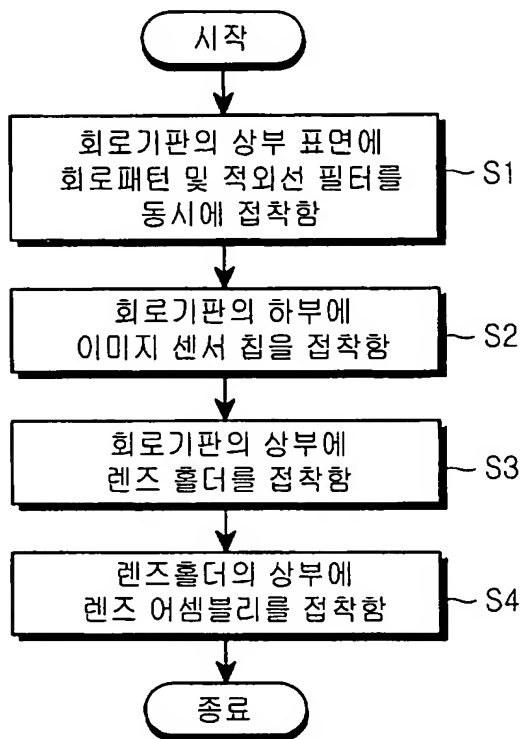 시작
회로기판의 상부 표면에
회로패턴 및 적외선 필터를
동시에 접착함
S1
회로기판의 하부에
이미지 센서 칩을 접착함
S2
회로기판의 상부에
렌즈 홀더를 접착함
S3
렌즈홀더의 상부에
렌즈 어셈블리를 접착함
S4
종료